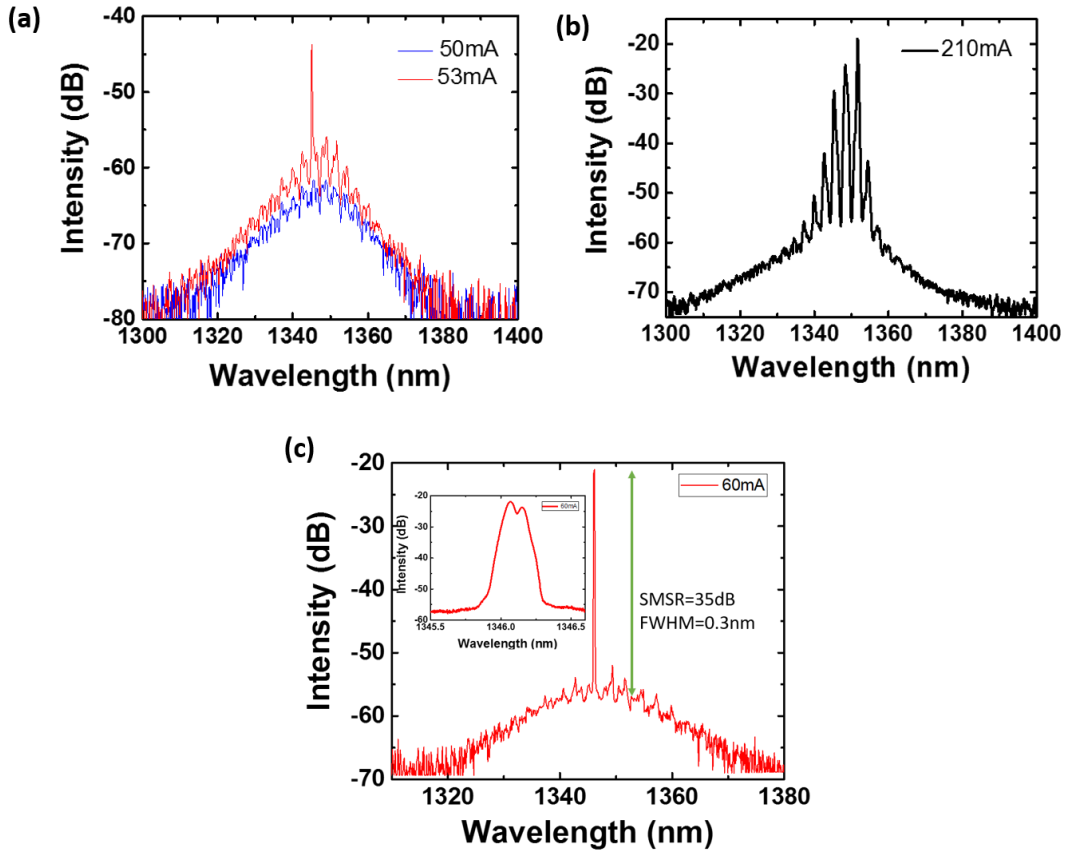 (a)
-40
-50
-60
-70
-80
Intensity (dB)
50mA
53mA
1300 1320 1340 1360 1380 1400
Wavelength (nm)
(b)
-20
-30
-40
-50
-60
-70
Intensity (dB)
210mA
1300 1320 1340 1360 1380 1400
Wavelength (nm)
(c)
-20
-30
-40
-50
-60
-70
Intensity (dB)
60mA
-20
-30
-40
-50
-60
Intensity (dB)
60mA
1345.5 1346.0 1346.5
Wavelength (nm)
SMSR=35dB
FWHM=0.3nm
1320 1340 1360 1380
Wavelength (nm)